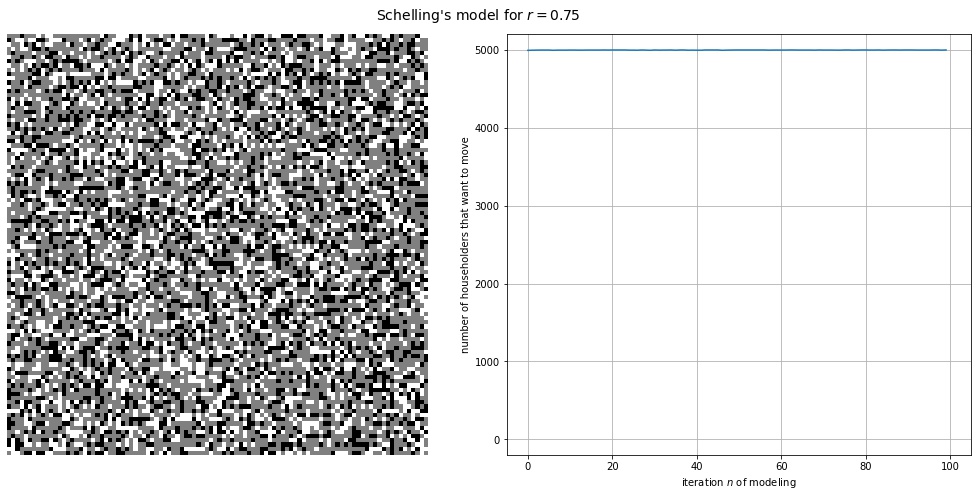 Schelling's model for r = 0.75
number of householders that want to move
5000
4000
3000
2000
1000
0
0 20 40 60 80 100
iteration n of modeling